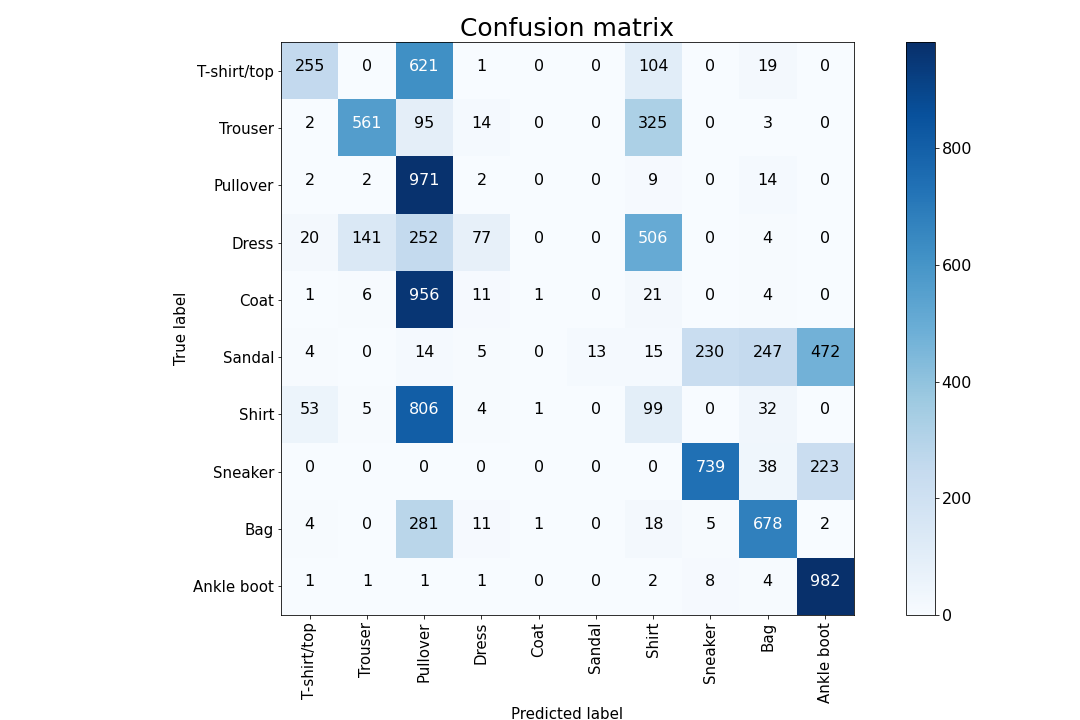 Confusion matrix
T-shirt/top 255 0 621 1 0 0 104 0 19 0
Trouser 2 561 95 14 0 0 325 0 3 0
Pullover 2 2 971 2 0 0 9 0 14 0
Dress 20 141 252 77 0 0 506 0 4 0
Coat 1 6 956 11 1 0 21 0 4 0
Sandal 4 0 14 5 0 13 15 230 247 472
Shirt 53 5 806 4 1 0 99 0 32 0
Sneaker 0 0 0 0 0 0 0 739 38 223
Bag 4 0 281 11 1 0 18 5 678 2
Ankle boot 1 1 1 1 0 0 2 8 4 982
True label
T-shirt/top
Trouser
Pullover
Dress
Coat
Sandal
Shirt
Sneaker
Bag
Ankle boot
Predicted label
800
600
400
200
0